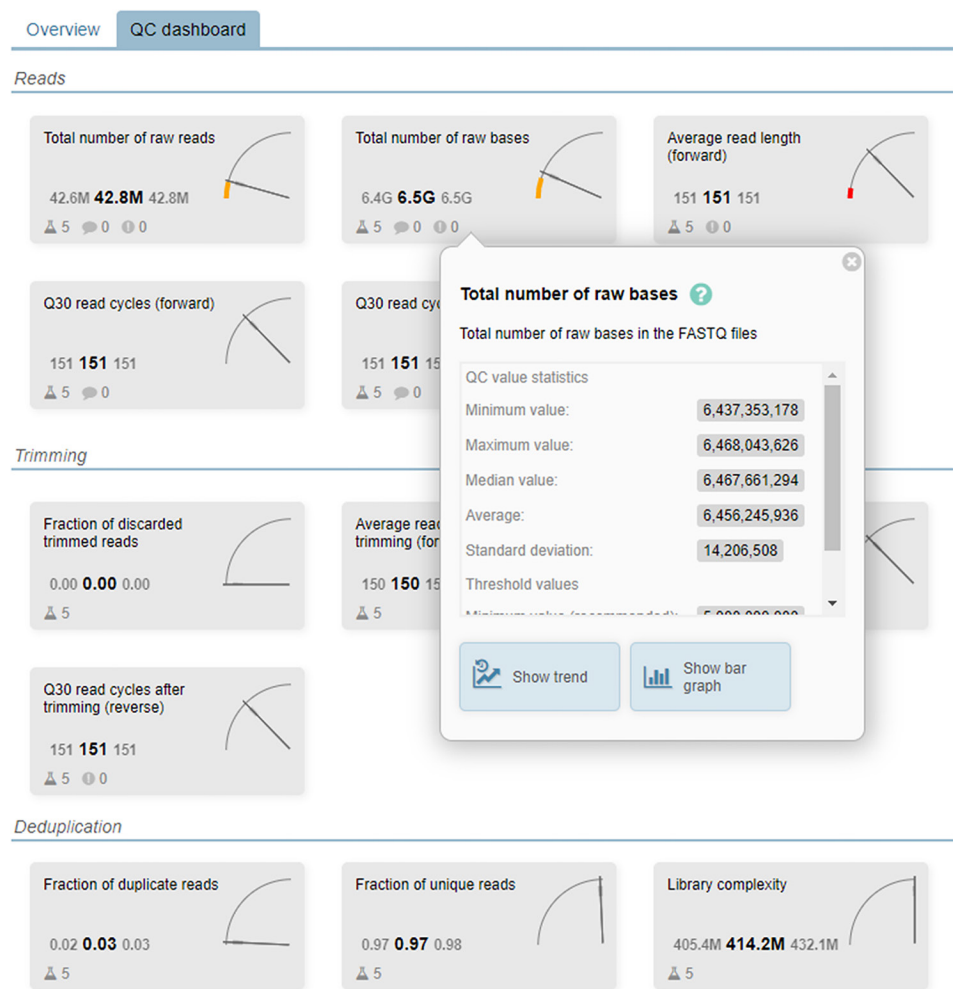 Overview QC dashboard
Reads
Total number of raw reads
42.6M 42.8M 42.8M
5 0 0
Total number of raw bases
6.4G 6.5G 6.5G
5 0 0
Average read length
(forward)
151 151 151
5 0
Q30 read cycles (forward)
151 151 151
5 0
Q30 read
151 151
5 0
Total number of raw bases ?
Total number of raw bases in the FASTQ files
QC value statistics
Minimum value: 6,437,353,178
Maximum value: 6,468,043,626
Median value: 6,467,661,294
Average: 6,456,245,936
Standard deviation: 14,206,508
Threshold values
Minimum value (recommended):
Show trend
Show bar
graph
Trimming
Fraction of discarded
trimmed reads
0.00 0.00 0.00
5
Average
trimming
150 150
5
Q30 read cycles after
trimming (reverse)
151 151 151
5 0
Deduplication
Fraction of duplicate reads
0.02 0.03 0.03
5
Fraction of unique reads
0.97 0.97 0.98
5
Library complexity
405.4M 414.2M 432.1M
5